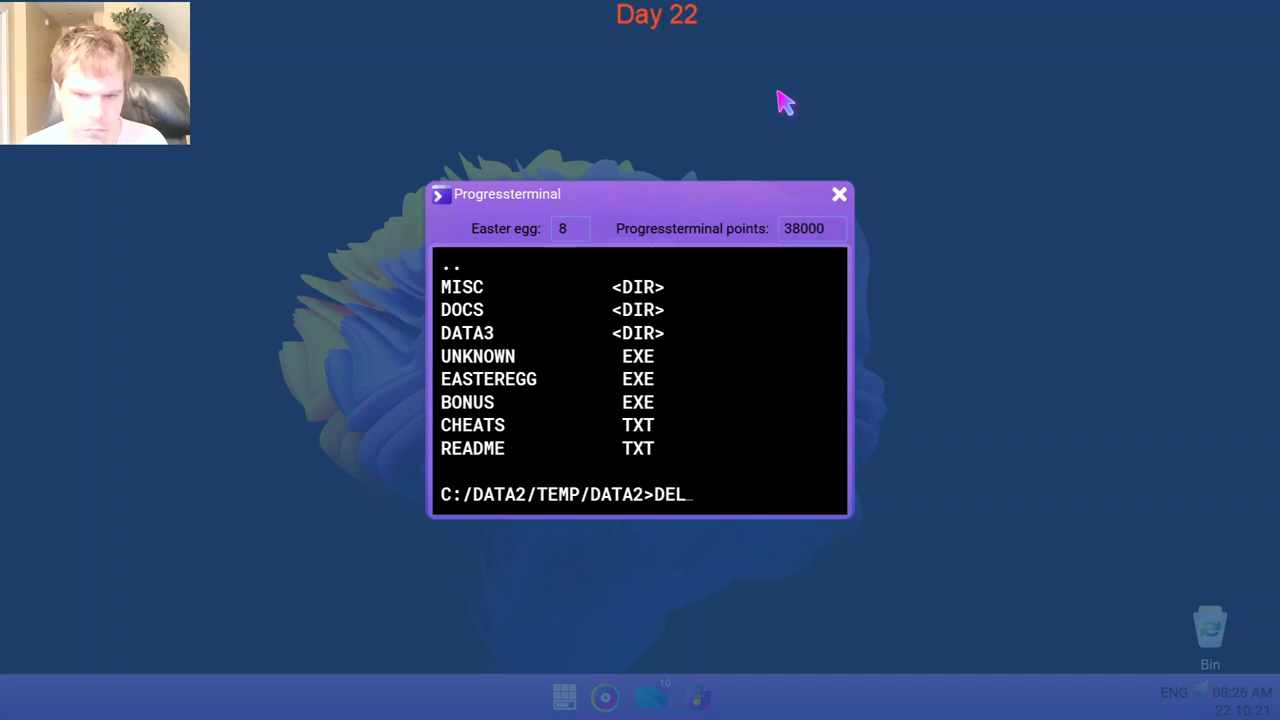 Day 22
Progressterminal
Easter egg: 8 Progressterminal points: 38000
..
MISC <DIR>
DOCS <DIR>
DATA3 <DIR>
UNKNOWN EXE
EASTEREGG EXE
BONUS EXE
CHEATS TXT
README TXT
C:/DATA2/TEMP/DATA2>DEL_
Bin
10
ENG 08:26 AM
22.10.21